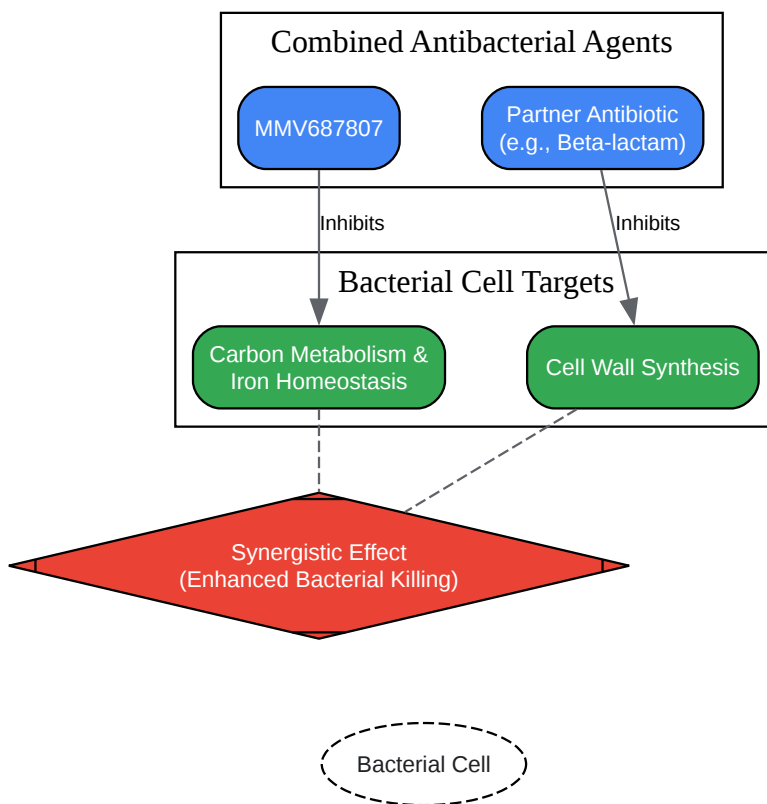 Combined Antibacterial Agents
MMV687807
Partner Antibiotic
(e.g., Beta-lactam)
Inhibits
Inhibits
Bacterial Cell Targets
Carbon Metabolism &
Iron Homeostasis
Cell Wall Synthesis
Synergistic Effect
(Enhanced Bacterial Killing)
Bacterial Cell